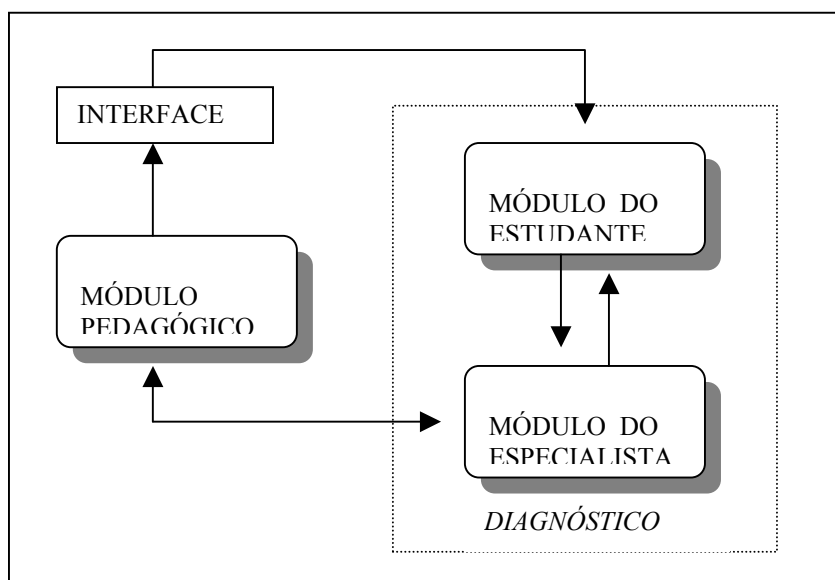 INTERFACE
MÓDULO DO
ESTUDANTE
MÓDULO
PEDAGÓGICO
MÓDULO DO
ESPECIALISTA
DIAGNÓSTICO